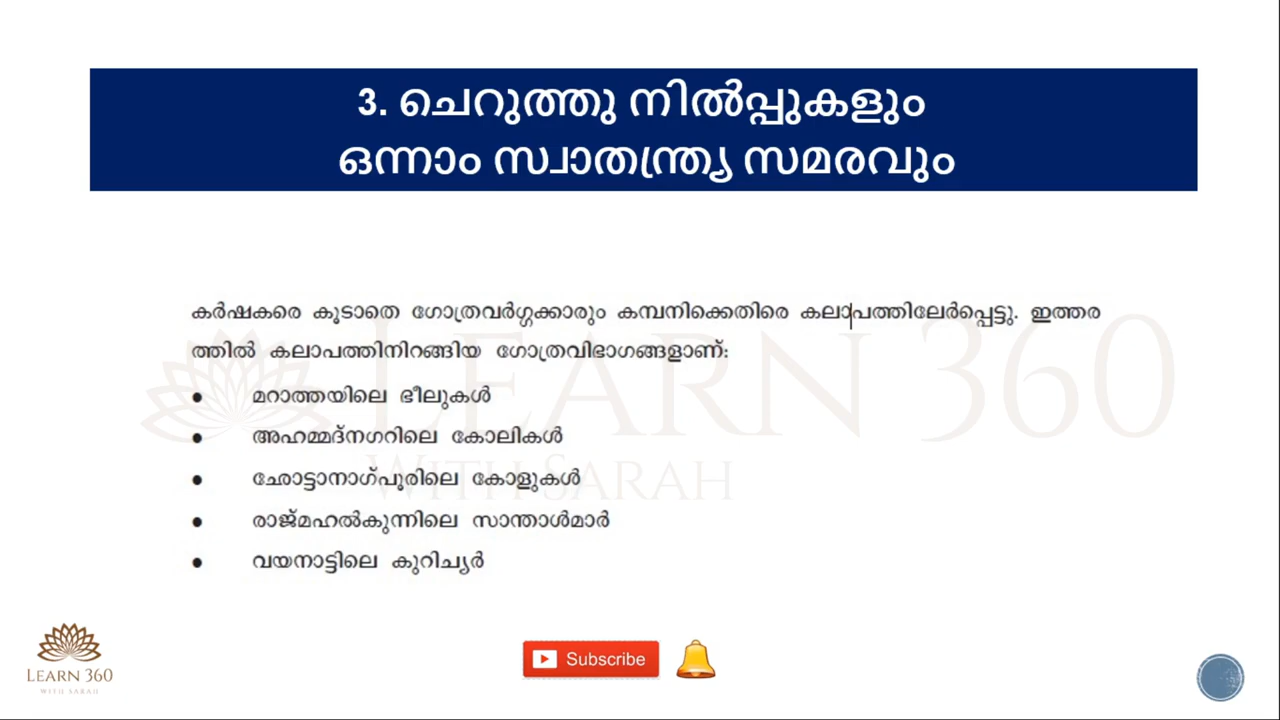 3. ചെറുത്തു നിൽപ്പുകളും
ഒന്നാം സ്വാതന്ത്ര്യ സമരവും
കർഷകരെ കൂടാതെ ഗോത്രവർഗ്ഗക്കാരും കമ്പനിക്കെതിരെ കലാപത്തിലേർപ്പെട്ടു. ഇത്തര
ത്തിൽ കലാപത്തിനിറങ്ങിയ ഗോത്രവിഭാഗങ്ങളാണ്:
● മറാത്തയിലെ ഭീലുകൾ
● അഹമ്മദ്നഗറിലെ കോലികൾ
● ഛോട്ടാനാഗ്പൂരിലെ കോളുകൾ
● രാജ്മഹൽകുന്നിലെ സാന്താൾമാർ
● വയനാട്ടിലെ കുറിച്യർ
LEARN 360
WITH SARAH
LEARN 360
WITH SARAH
Subscribe